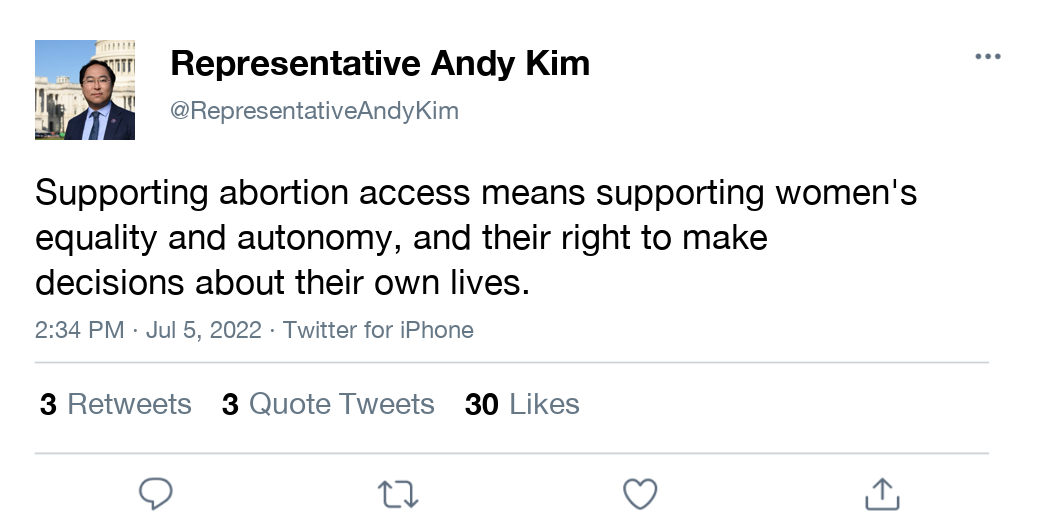 Representative Andy Kim
@RepresentativeAndyKim
Supporting abortion access means supporting women's
equality and autonomy, and their right to make
decisions about their own lives.
2:34 PM · Jul 5, 2022 · Twitter for iPhone
3 Retweets 3 Quote Tweets 30 Likes